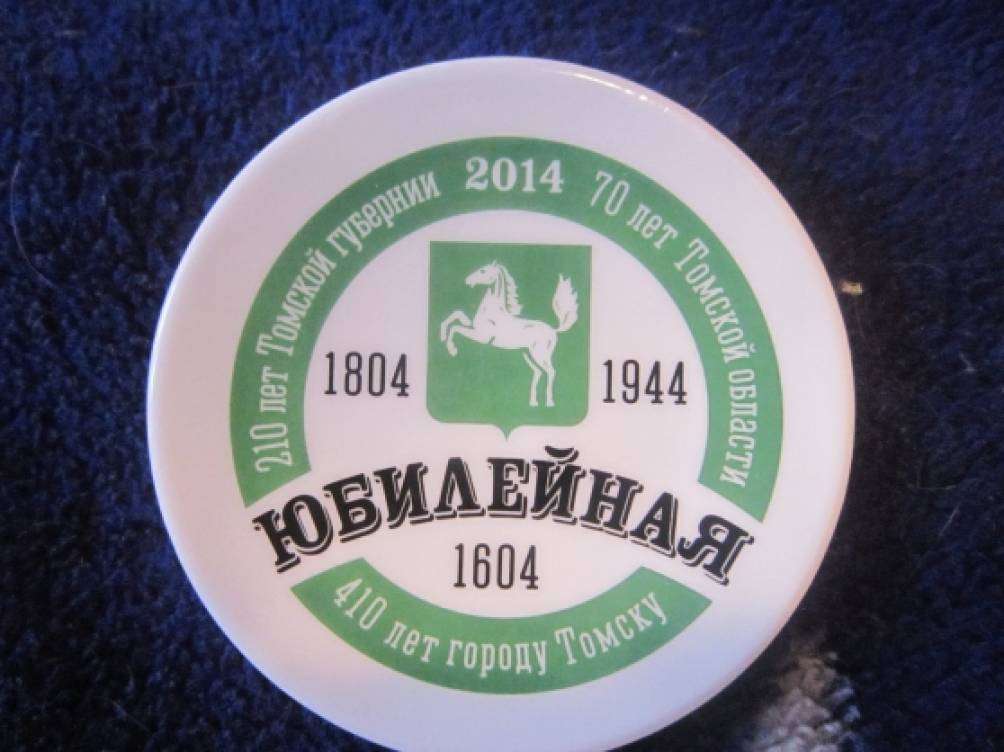 210 лет Томской губернии 2014 70 лет Томской области
1804 1944
ЮБИЛЕЙНАЯ
1604
410 лет городу Томску